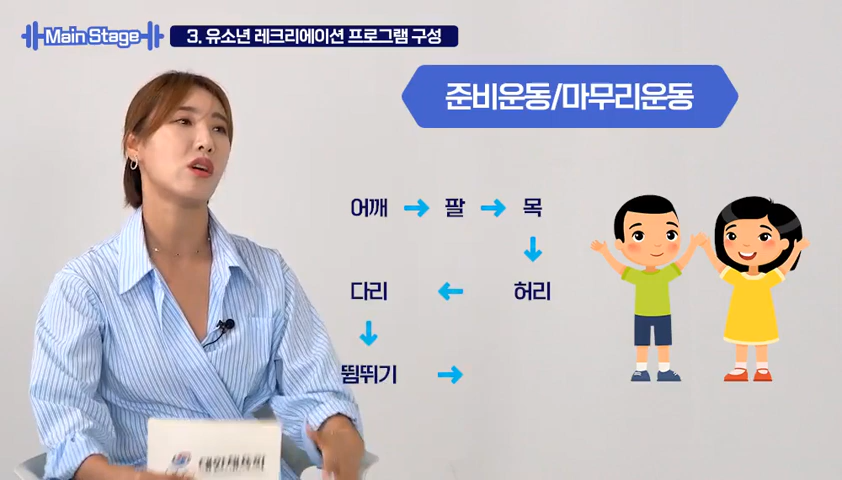 Main Stage
3. 유소년 레크리에이션 프로그램 구성
준비운동/마무리운동
어깨 → 팔 → 목
↓
다리 ← 허리
↓
뜀뛰기 →